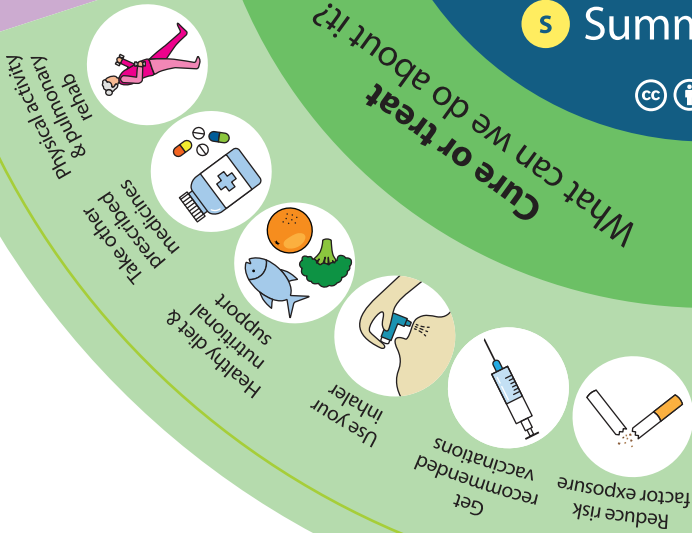 S Summ
cc
What can we do about it?
Cure or treat
Physical activity
& pulmonary
rehab
Take other
prescribed
medicines
Healthy diet &
nutritional
support
Use your
inhaler
Get
recommended
vaccinations
Reduce risk
factor exposure